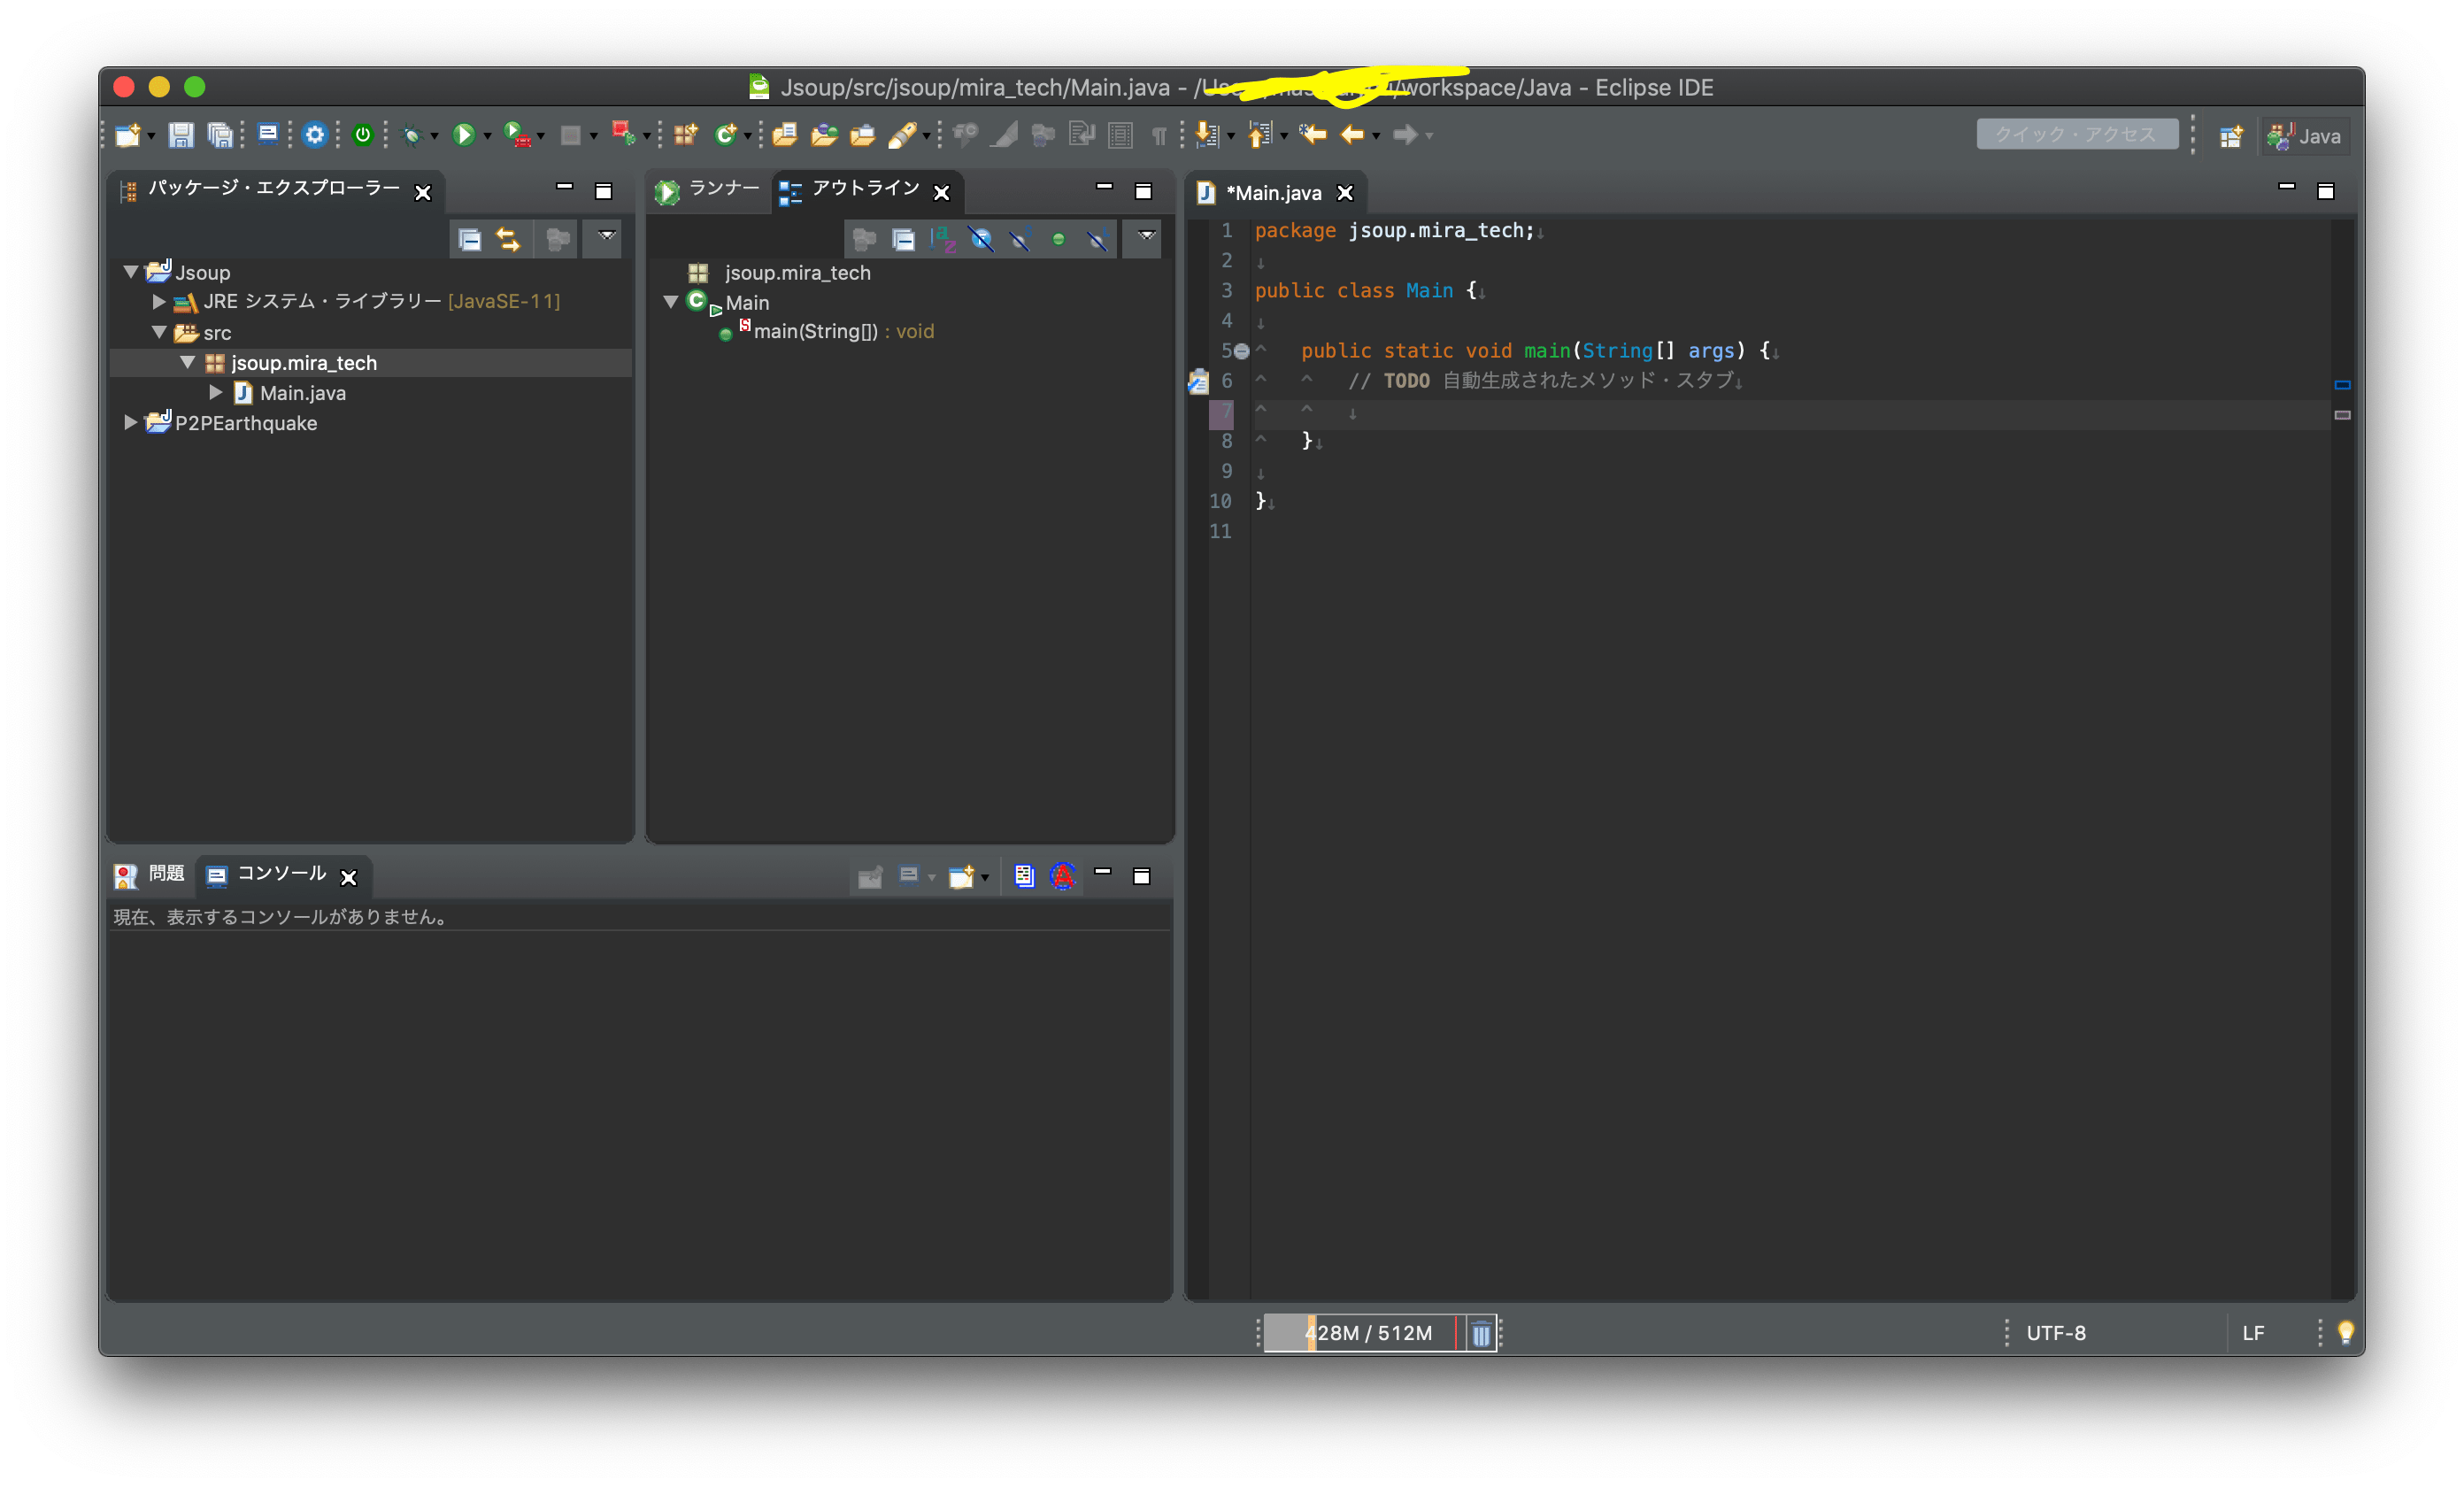 Jsoup/src/jsoup/mira_tech/Main.java - /workspace/Java - Eclipse IDE
クイック・アクセス
Java
パッケージ・エクスプローラー
Jsoup
JRE システム・ライブラリー [JavaSE-11]
src
jsoup.mira_tech
Main.java
P2PEarthquake
ランナー
アウトライン
jsoup.mira_tech
Main
main(String[]) : void
*Main.java
1 package jsoup.mira_tech;↓
2 ↓
3 public class Main {↓
4 ↓
5 ^ public static void main(String[] args) {↓
6 ^ ^ // TODO 自動生成されたメソッド・スタブ↓
7 ^ ^ ↓
8 ^ }↓
9 ↓
10 }↓
11
問題
コンソール
現在、表示するコンソールがありません。
428M / 512M
UTF-8
LF